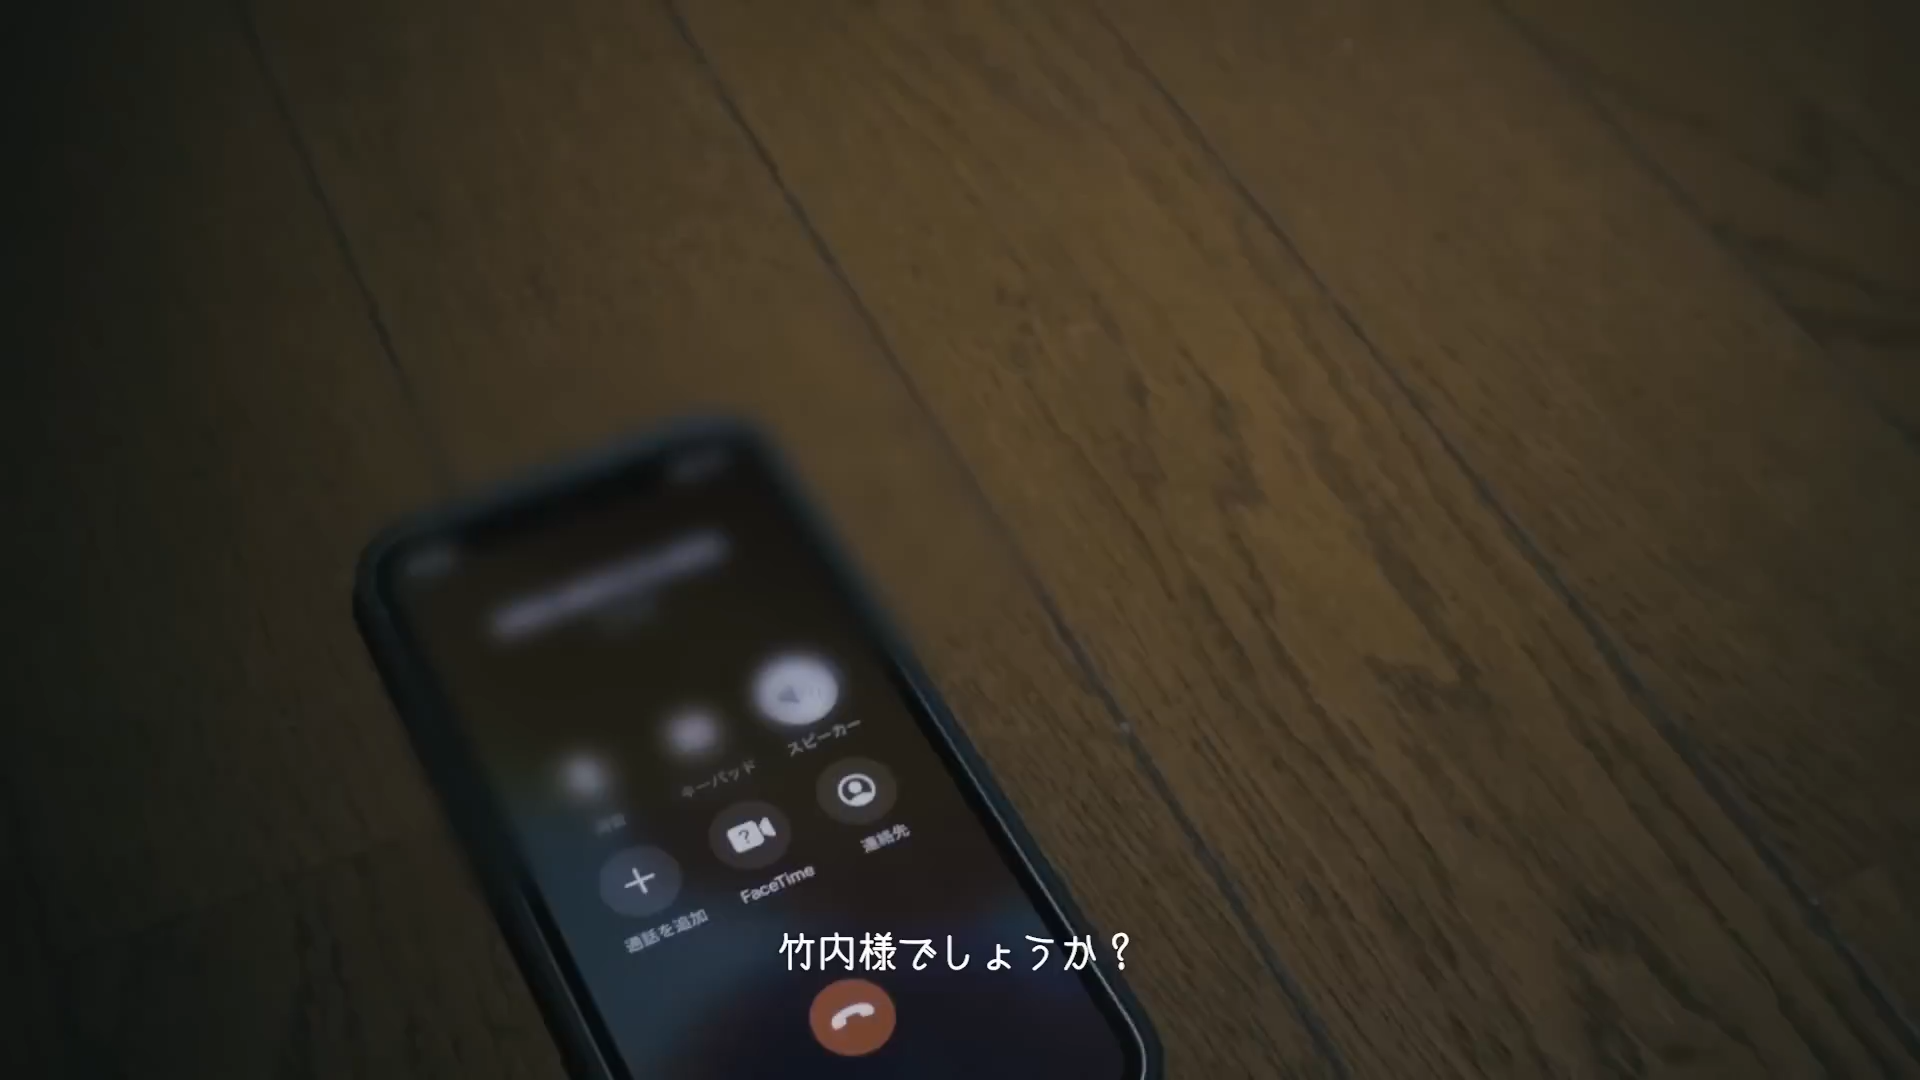 スピーカー
キーパッド
連絡先
FaceTime
通話を追加
竹内様でしょうか?